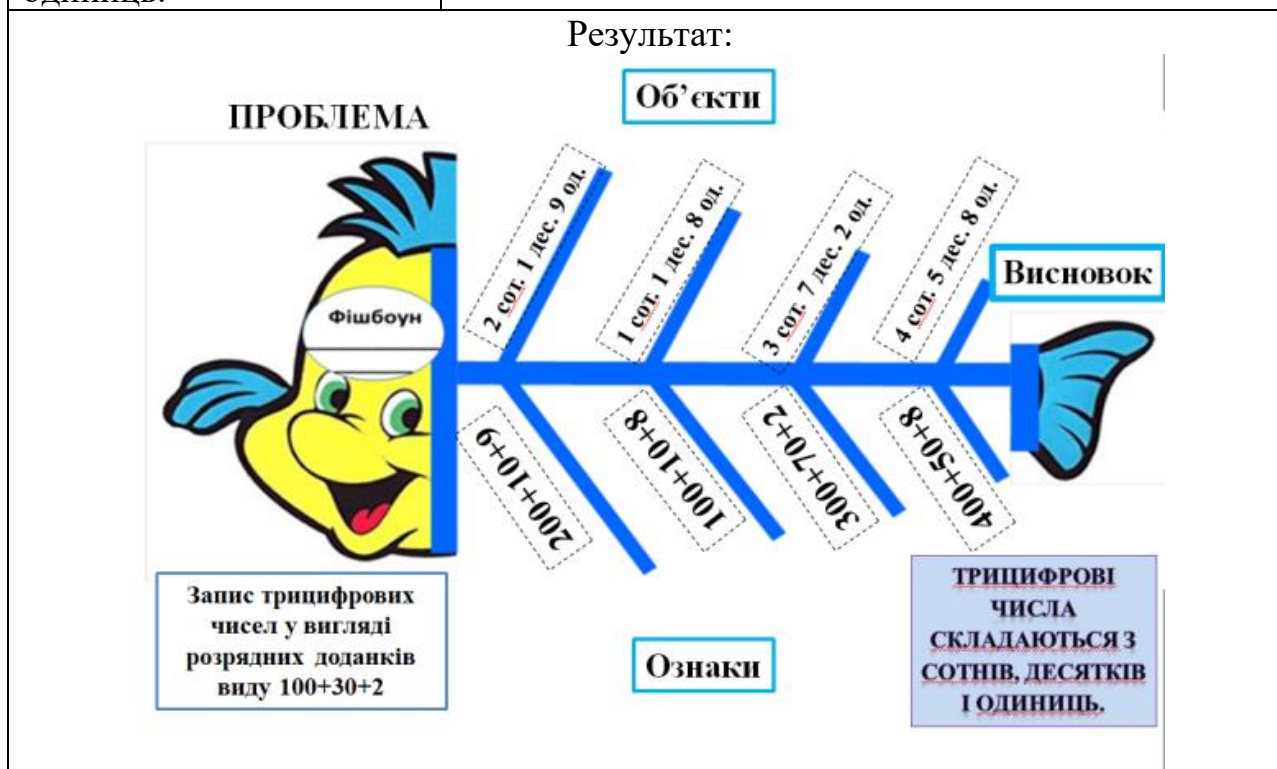 одиниць.
Результат:
Об’єкти
ПРОБЛЕМА
2 сот. 1 дес. 9 од.
1 сот. 1 дес. 8 од.
3 сот. 7 дес. 2 од.
4 сот. 5 дес. 8 од.
Висновок
Фішбоун
200+10+9
100+10+8
300+70+2
400+50+8
Запис трицифрових
чисел у вигляді
розрядних доданків
виду 100+30+2
Ознаки
ТРИЦИФРОВІ
ЧИСЛА
СКЛАДАЮТЬСЯ З
СОТНІВ, ДЕСЯТКІВ
І ОДИНИЦЬ.